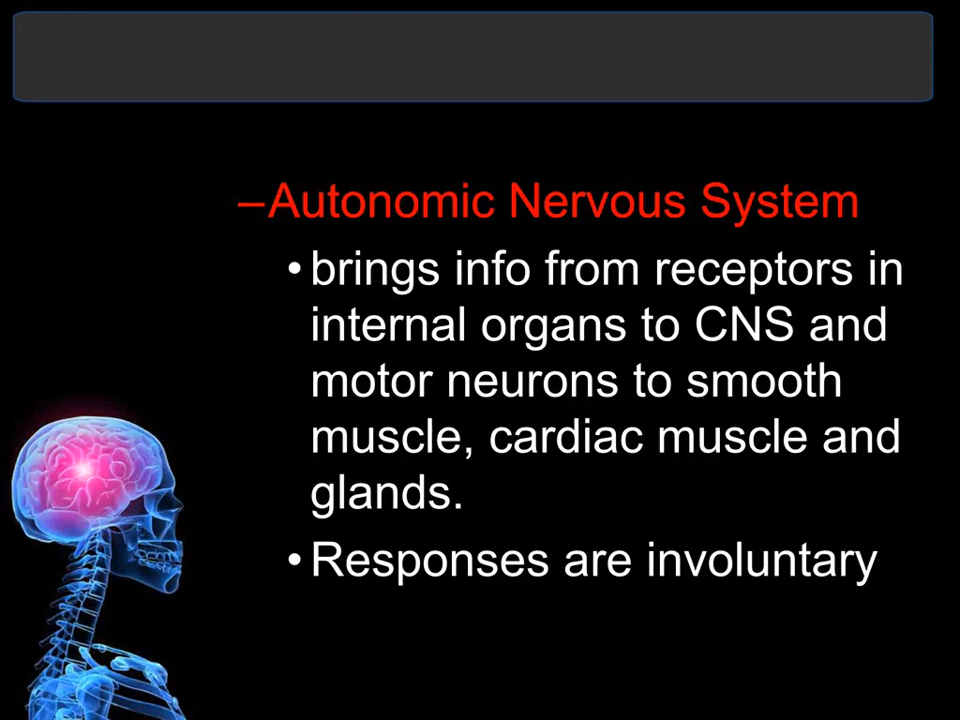 –Autonomic Nervous System
•brings info from receptors in
internal organs to CNS and
motor neurons to smooth
muscle, cardiac muscle and
glands.
•Responses are involuntary